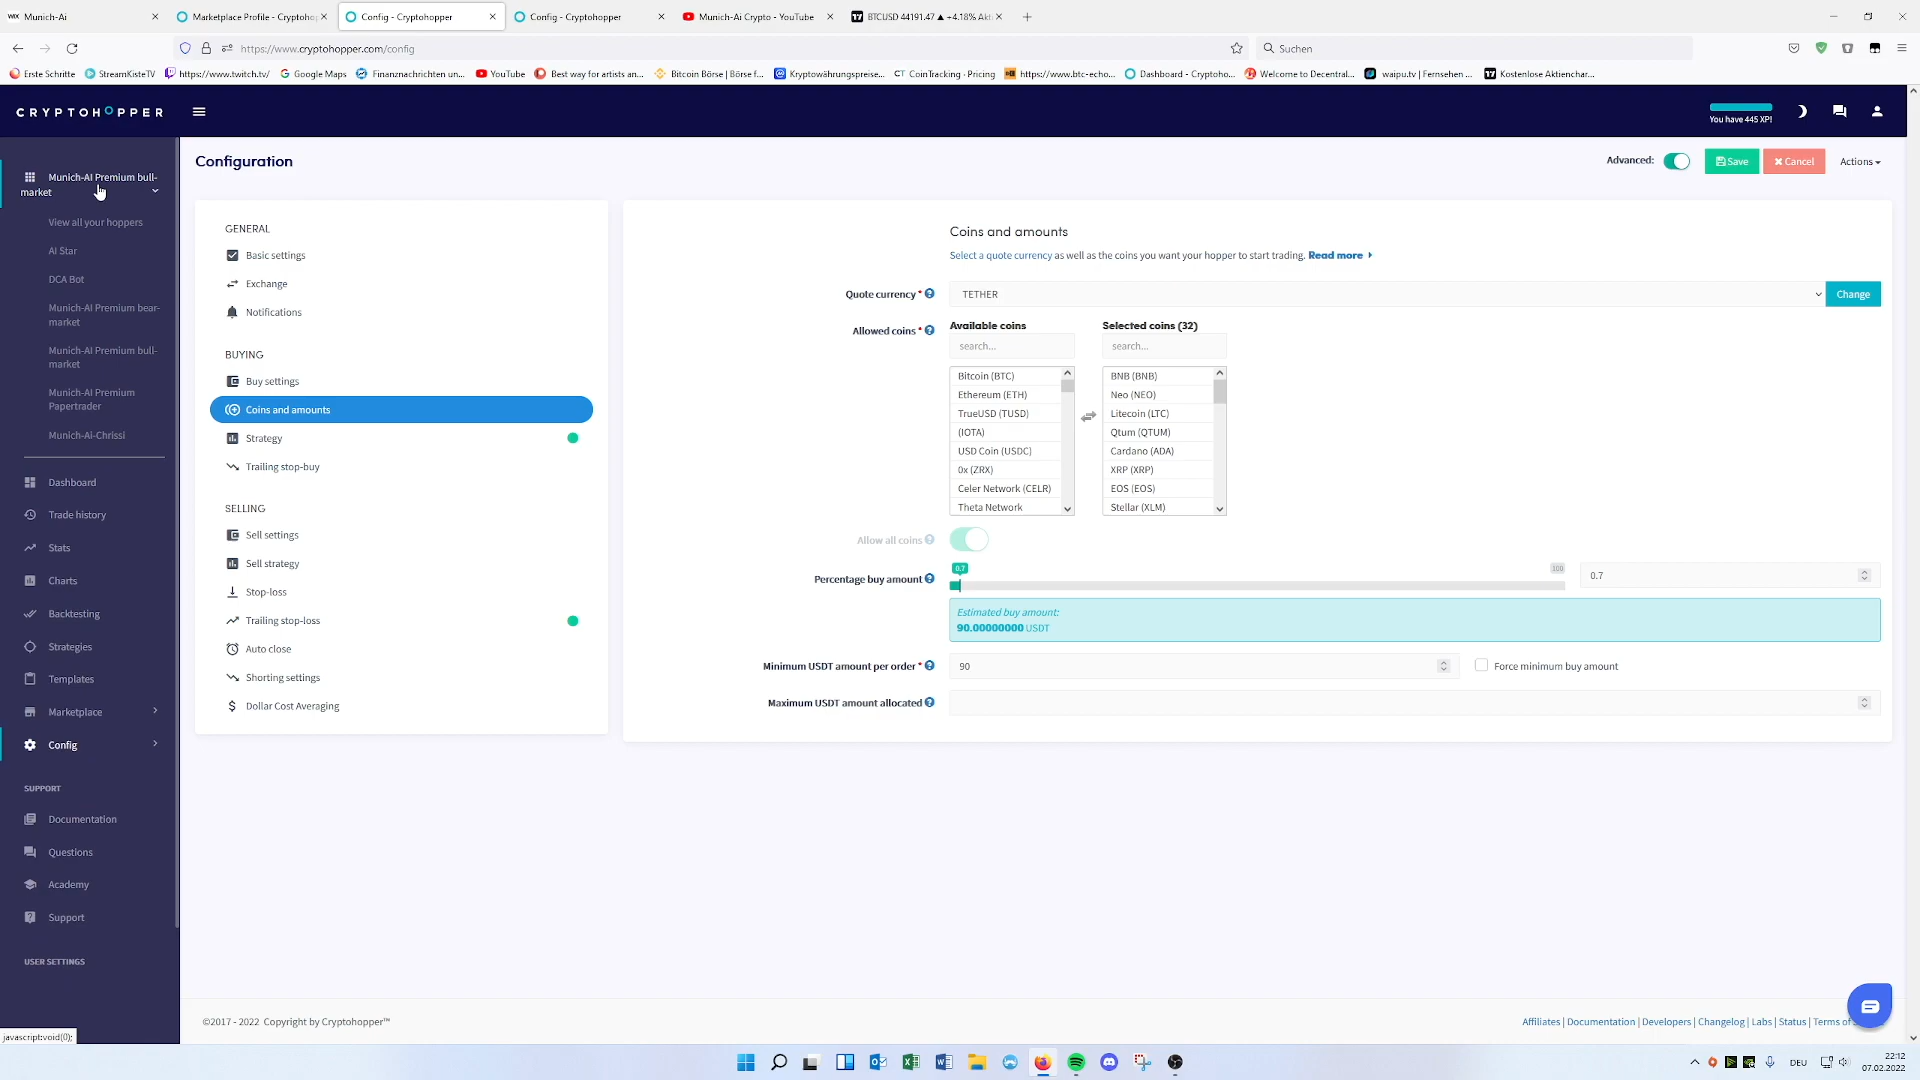 WIX Munich-Ai
Marketplace Profile - Cryptohop
Config - Cryptohopper
Config - Cryptohopper
Munich-Ai Crypto - YouTube
BTCUSD 44191.47 ▲ +4.18% Akt
https://www.cryptohopper.com/config
Suchen
Erste Schritte
StreamKisteTV
https://www.twitch.tv/
Google Maps
Finanznachrichten un...
YouTube
Best way for artists an...
Bitcoin Börse | Börse f...
Kryptowährungspreise...
CT CoinTracking · Pricing
https://www.btc-echo...
Dashboard - Cryptoho...
Welcome to Decentral...
waipu.tv | Fernsehen ...
Kostenlose Aktienchar...
CRYPTOHOPPER
You have 445 XP!
Munich-AI Premium bull-
market
View all your hoppers
AI Star
DCA Bot
Munich-AI Premium bear-
market
Munich-AI Premium bull-
market
Munich-AI Premium
Papertrader
Munich-Ai-Chrissi
Dashboard
Trade history
Stats
Charts
Backtesting
Strategies
Templates
Marketplace
Config
SUPPORT
Documentation
Questions
Academy
Support
USER SETTINGS
javascript:void(0);
Configuration
Advanced:
Save
Cancel
Actions
GENERAL
Basic settings
Exchange
Notifications
BUYING
Buy settings
Coins and amounts
Strategy
Trailing stop-buy
SELLING
Sell settings
Sell strategy
Stop-loss
Trailing stop-loss
Auto close
Shorting settings
Dollar Cost Averaging
Coins and amounts
Select a quote currency as well as the coins you want your hopper to start trading. Read more
Quote currency *
TETHER
Change
Allowed coins *
Available coins
search...
Bitcoin (BTC)
Ethereum (ETH)
TrueUSD (TUSD)
(IOTA)
USD Coin (USDC)
0x (ZRX)
Celer Network (CELR)
Theta Network
Selected coins (32)
search...
BNB (BNB)
Neo (NEO)
Litecoin (LTC)
Qtum (QTUM)
Cardano (ADA)
XRP (XRP)
EOS (EOS)
Stellar (XLM)
Allow all coins
Percentage buy amount
0.7
100
0.7
Estimated buy amount:
90.00000000 USDT
Minimum USDT amount per order *
90
Force minimum buy amount
Maximum USDT amount allocated
©2017 - 2022 Copyright by Cryptohopper™
Affiliates | Documentation | Developers | Changelog | Labs | Status | Terms of
DEU
22:12
07.02.2022